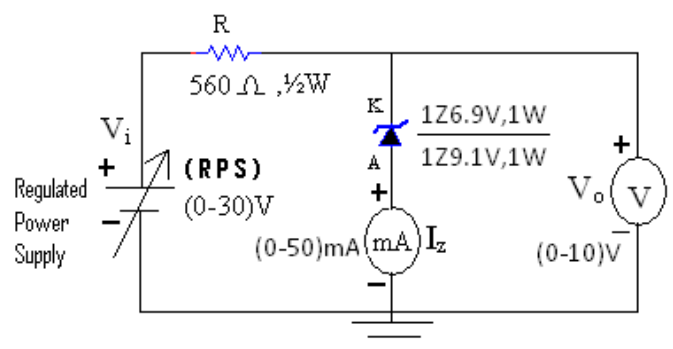 R
560 Ω ,½W
Vi
+
(RPS)
(0-30)V
Regulated
Power
Supply
-
K
A
1Z6.9V,1W
1Z9.1V,1W
+
(0-50)mA
mA
Iz
-
+
Vo
V
-
(0-10)V